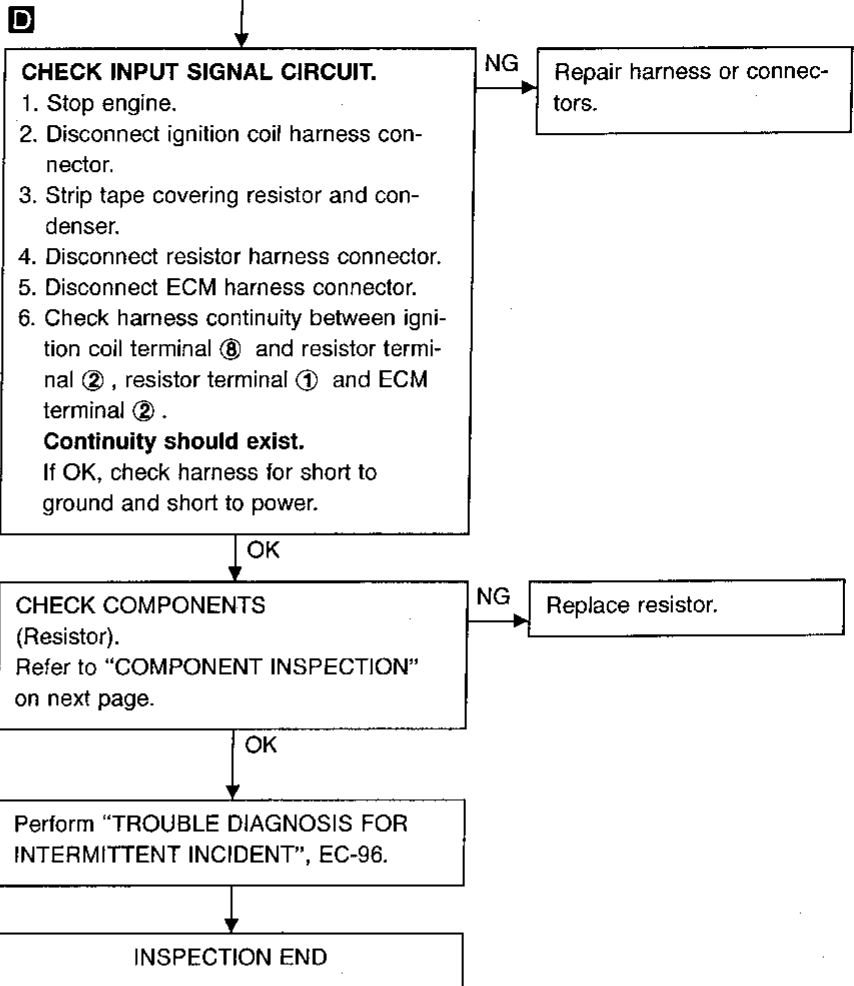 D
CHECK INPUT SIGNAL CIRCUIT.
1. Stop engine.
2. Disconnect ignition coil harness con-
nector.
3. Strip tape covering resistor and con-
denser.
4. Disconnect resistor harness connector.
5. Disconnect ECM harness connector.
6. Check harness continuity between igni-
tion coil terminal ⑧ and resistor termi-
nal ② , resistor terminal ① and ECM
terminal ② .
Continuity should exist.
If OK, check harness for short to
ground and short to power.
NG
Repair harness or connec-
tors.
OK
CHECK COMPONENTS
(Resistor).
Refer to “COMPONENT INSPECTION”
on next page.
NG
Replace resistor.
OK
Perform “TROUBLE DIAGNOSIS FOR
INTERMITTENT INCIDENT”, EC-96.
INSPECTION END